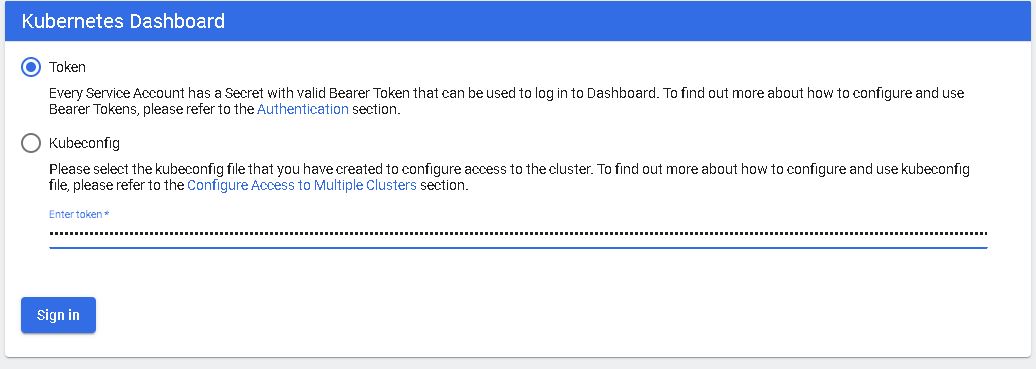 Kubernetes Dashboard
Token
Every Service Account has a Secret with valid Bearer Token that can be used to log in to Dashboard. To find out more about how to configure and use
Bearer Tokens, please refer to the Authentication section.
Kubeconfig
Please select the kubeconfig file that you have created to configure access to the cluster. To find out more about how to configure and use kubeconfig
file, please refer to the Configure Access to Multiple Clusters section.
Enter token *
Sign in